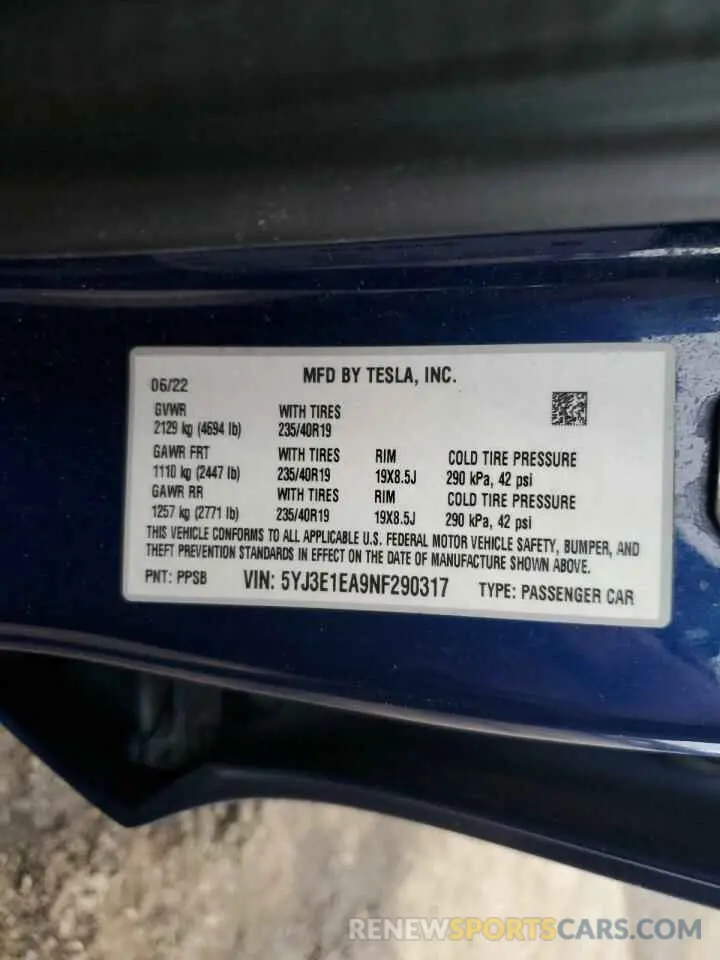 MFD BY TESLA, INC.
06/22
GVWR WITH TIRES
2129 kg (4694 lb) 235/40R19
GAWR FRT WITH TIRES RIM COLD TIRE PRESSURE
1110 kg (2447 lb) 235/40R19 19X8.5J 290 kPa, 42 psi
GAWR RR WITH TIRES RIM COLD TIRE PRESSURE
1257 kg (2771 lb) 235/40R19 19X8.5J 290 kPa, 42 psi
THIS VEHICLE CONFORMS TO ALL APPLICABLE U.S. FEDERAL MOTOR VEHICLE SAFETY, BUMPER, AND
THEFT PREVENTION STANDARDS IN EFFECT ON THE DATE OF MANUFACTURE SHOWN ABOVE.
PNT: PPSB VIN: 5YJ3E1EA9NF290317 TYPE: PASSENGER CAR
RENEWSPORTSCARS.COM